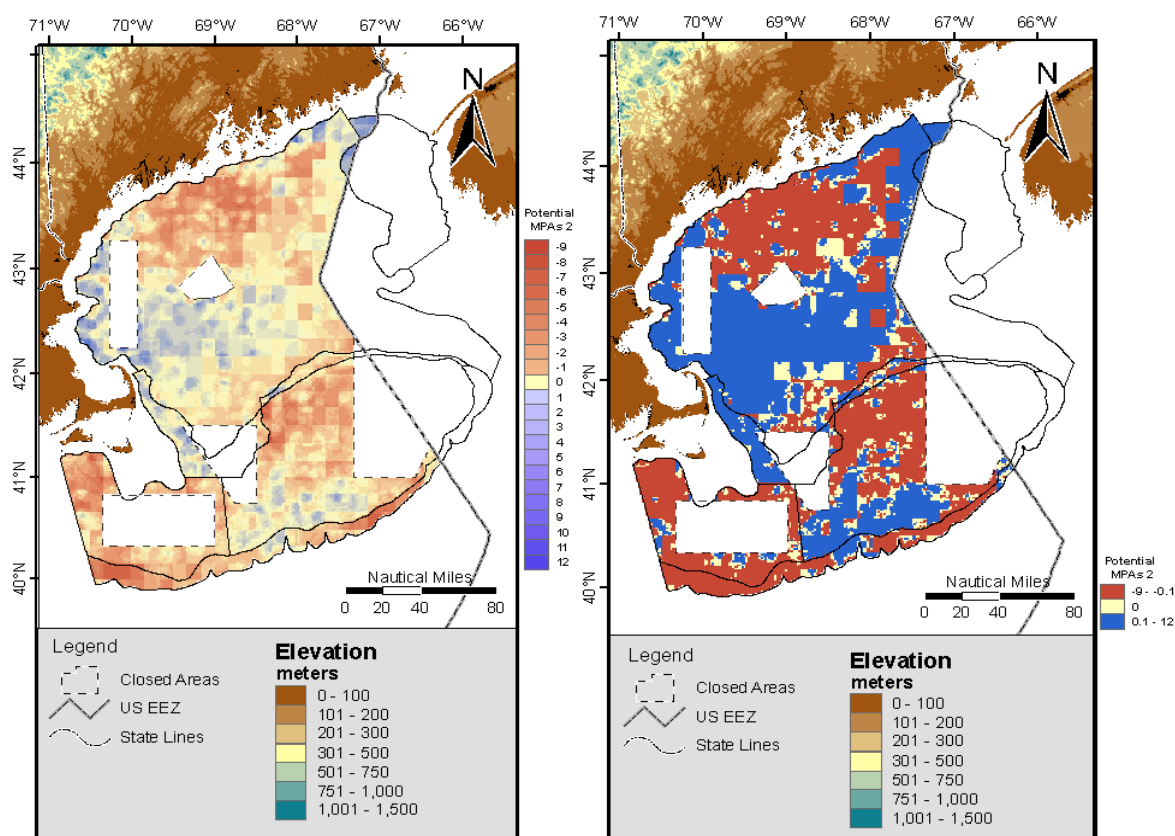 71°W 70°W 69°W 68°W 67°W 66°W
44°N
43°N
42°N
41°N
40°N
N
Nautical Miles
0 20 40 80
Potential
MPAs 2
-9
-8
-7
-6
-5
-4
-3
-2
-1
0
1
2
3
4
5
6
7
8
9
10
11
12
Legend
Closed Areas
US EEZ
State Lines
Elevation
meters
0 - 100
101 - 200
201 - 300
301 - 500
501 - 750
751 - 1,000
1,001 - 1,500
71°W 70°W 69°W 68°W 67°W 66°W
44°N
43°N
42°N
41°N
40°N
N
Nautical Miles
0 20 40 80
Potential
MPAs 2
-9 - -0.1
0
0.1 - 12
Legend
Closed Areas
US EEZ
State Lines
Elevation
meters
0 - 100
101 - 200
201 - 300
301 - 500
501 - 750
751 - 1,000
1,001 - 1,500